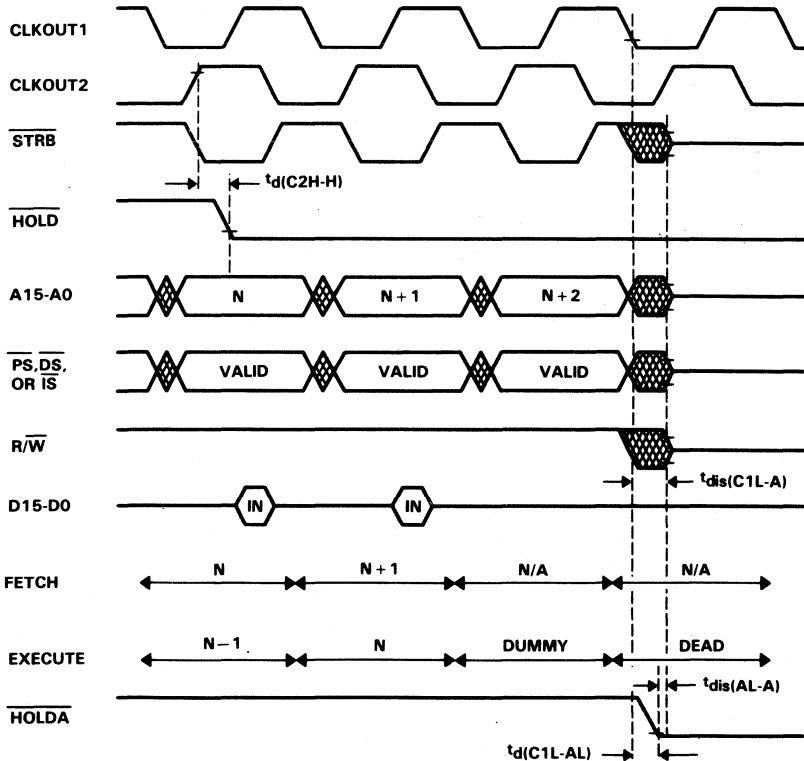 CLKOUT1
CLKOUT2
STRB
td(C2H-H)
HOLD
A15-A0 N N + 1 N + 2
PS, DS,
OR IS VALID VALID VALID
R/W
tdis(C1L-A)
D15-D0 IN IN
FETCH N N + 1 N/A N/A
EXECUTE N-1 N DUMMY DEAD
tdis(AL-A)
HOLDA
td(C1L-AL)